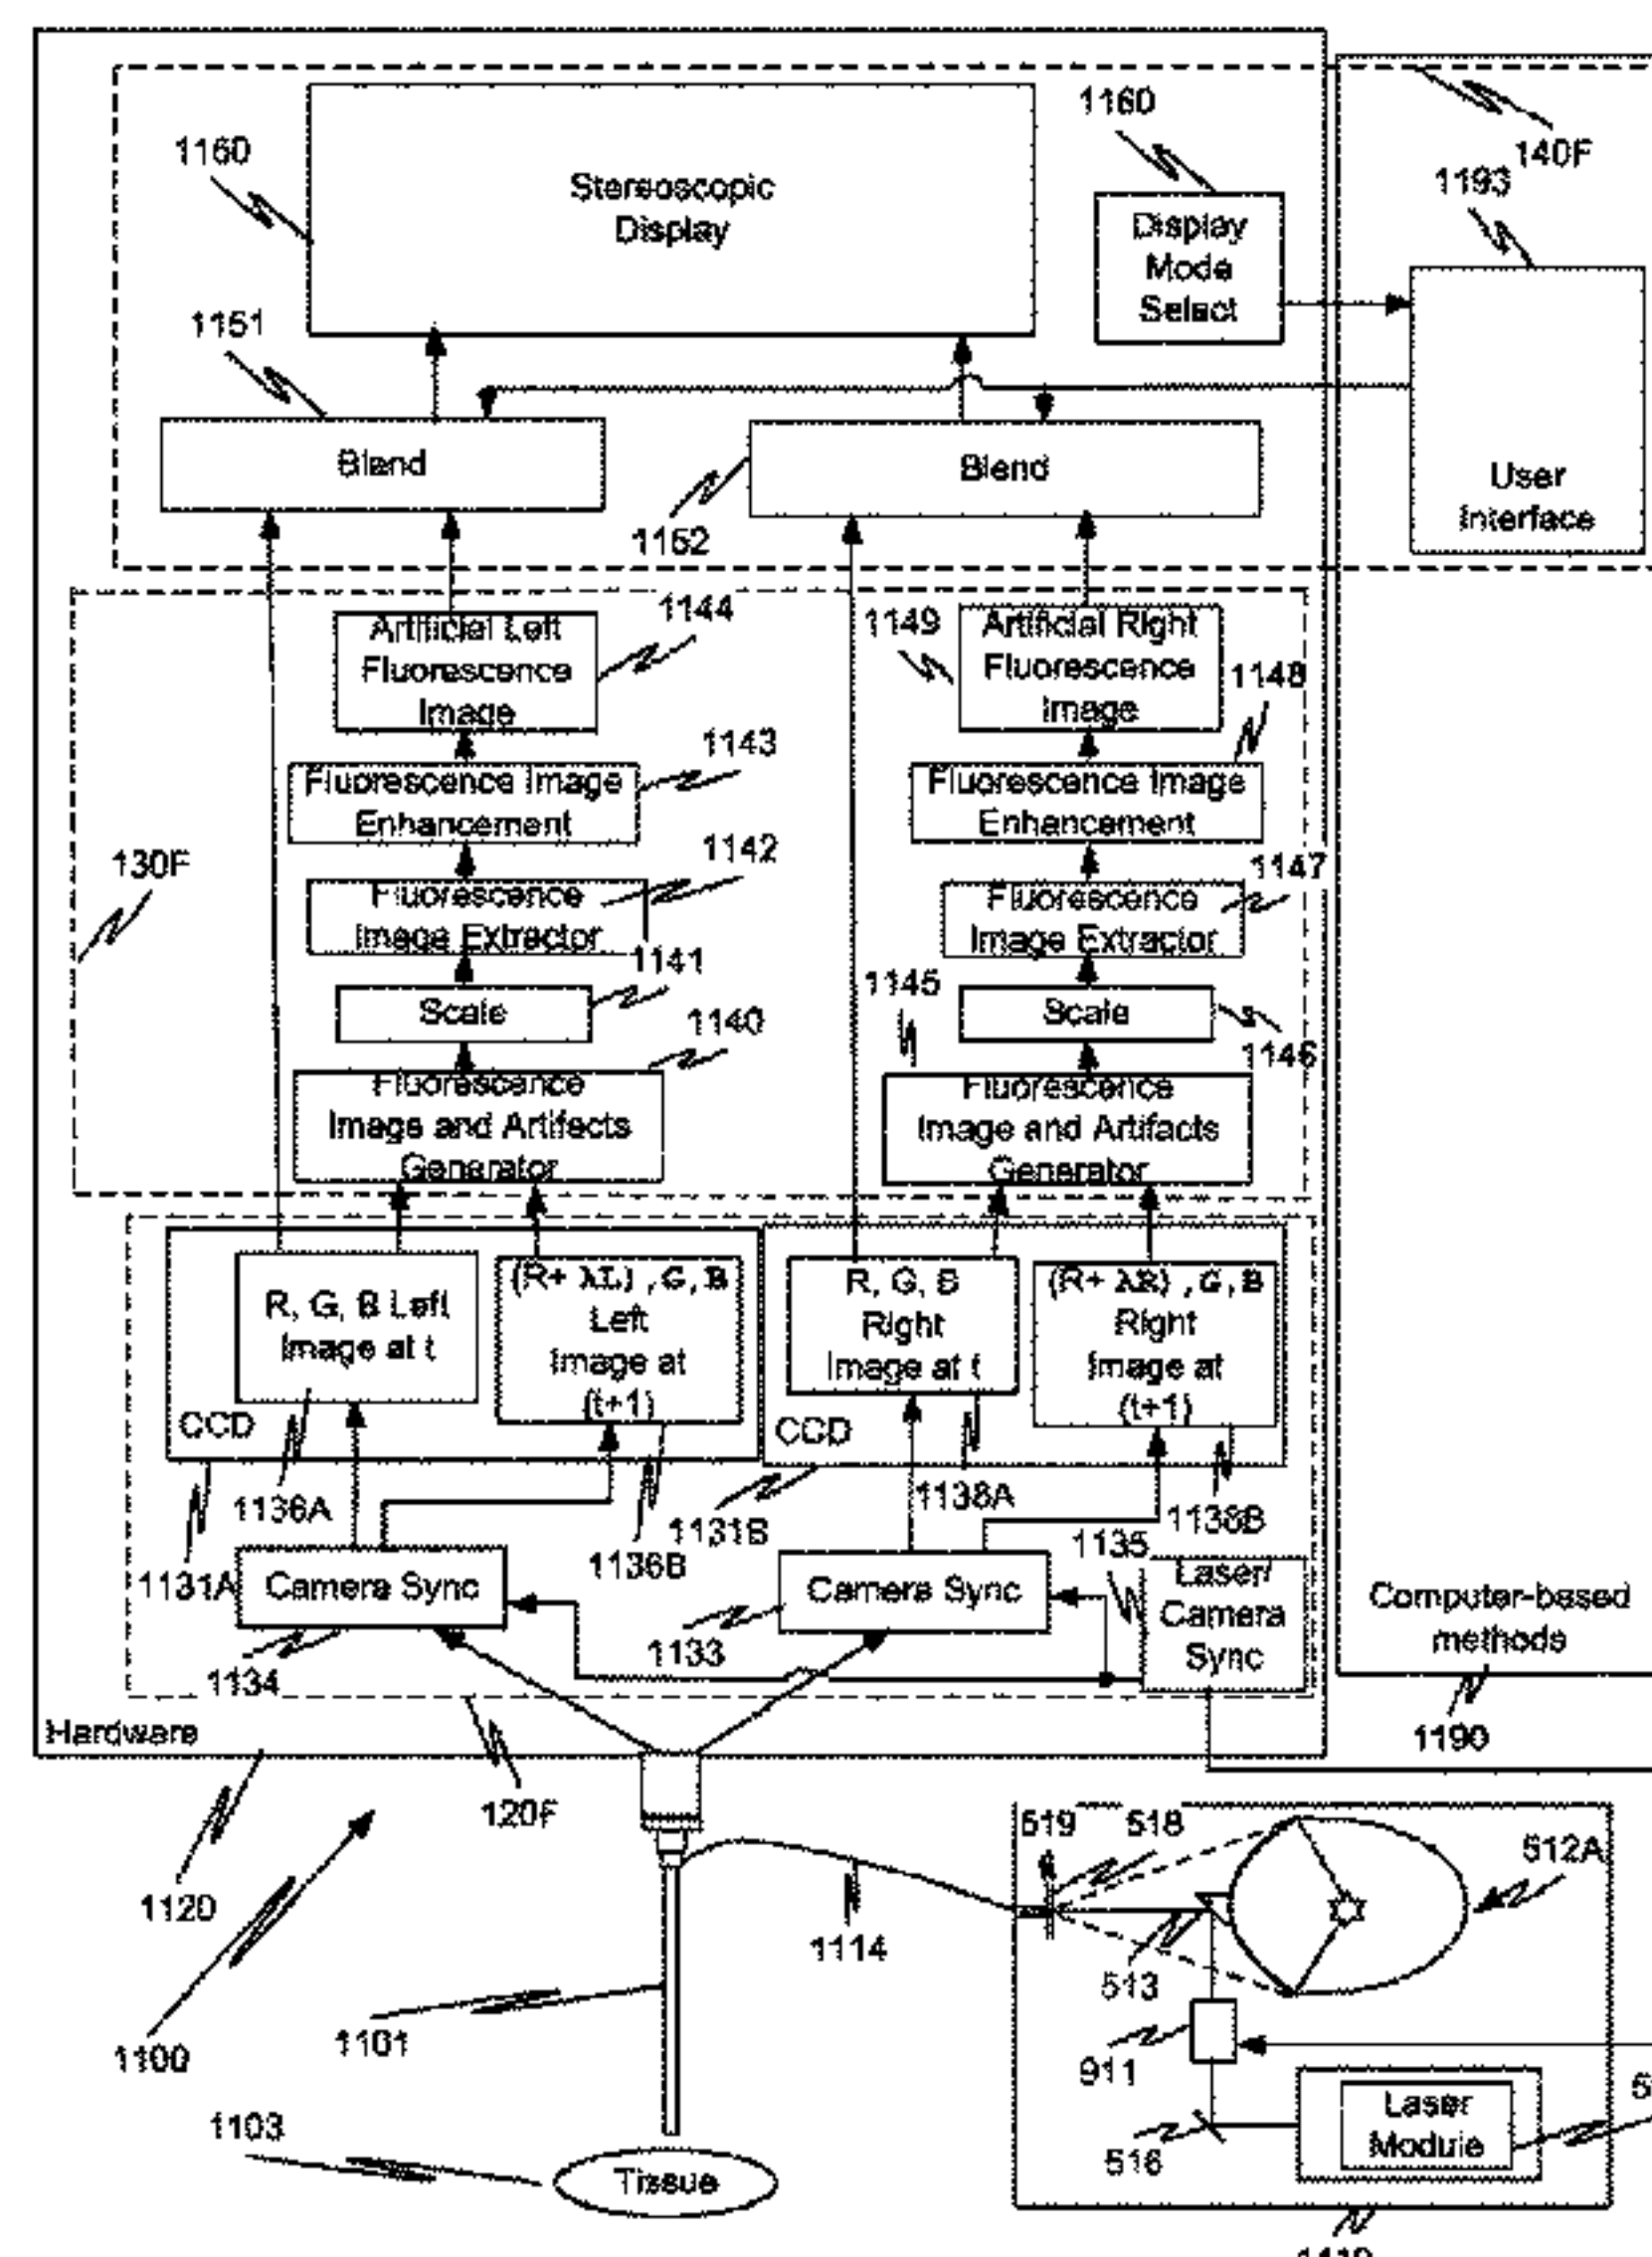 1160
Stereoscopic
Display
1160
Display
Mode
Select
140F
1193
User
Interface
1151
Blend
Blend
1152
1144
Artificial Left
Fluorescence
Image
1149
Artificial Right
Fluorescence
Image
1148
1143
Fluorescence Image
Enhancement
Fluorescence Image
Enhancement
130F
1142
Fluorescence
Image Extractor
1147
Fluorescence
Image Extractor
1141
Scale
1145
Scale
1146
1140
Fluorescence
Image and Artifacts
Generator
Fluorescence
Image and Artifacts
Generator
R, G, B Left
Image at t
(R+ λL) , G, B
Left
Image at
(t+1)
R, G, B
Right
Image at t
(R+ λR) , G, B
Right
Image at
(t+1)
CCD
CCD
1136A
1138A
1131B
1138B
1135
1136B
1131A
Camera Sync
Camera Sync
Laser/
Camera
Sync
1133
1134
Computer-based
methods
1190
Hardware
120F
1120
519
518
512A
1114
513
1101
1100
911
516
Laser
Module
1103
Tissue